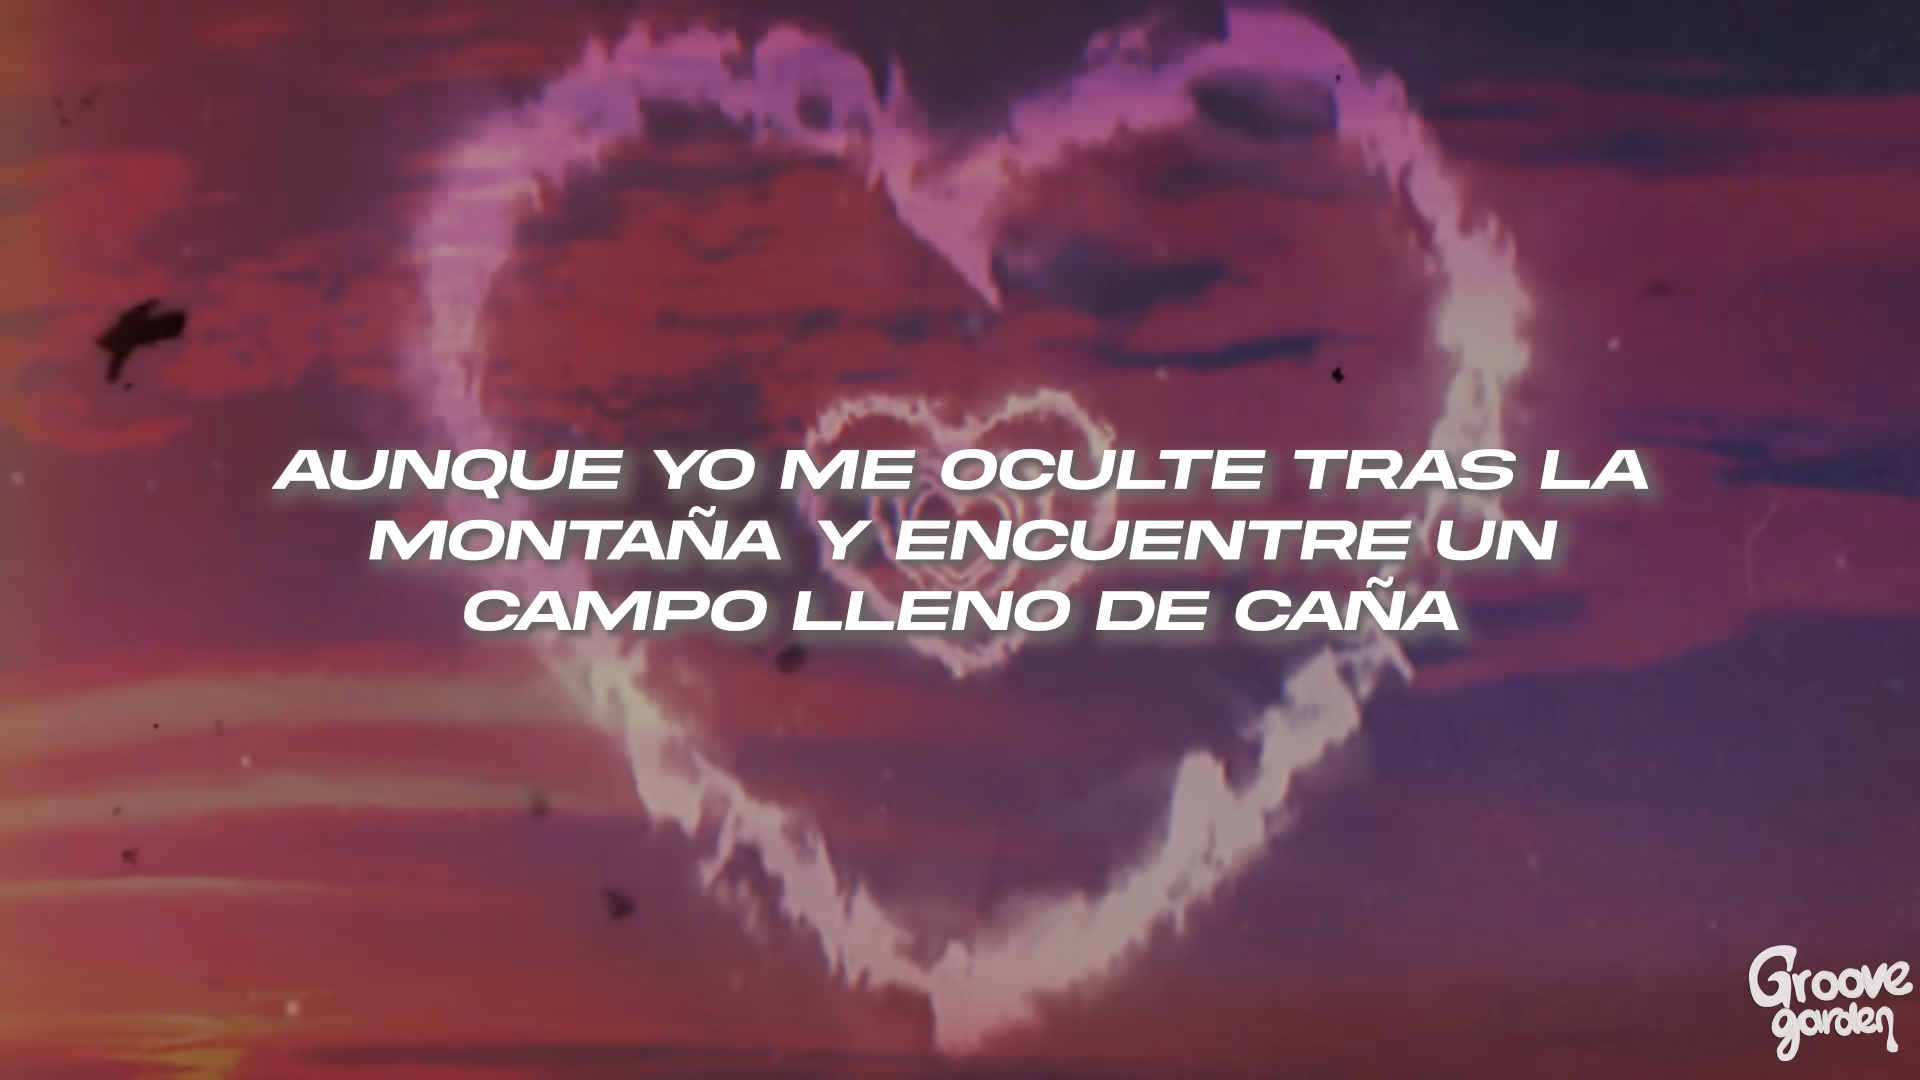 AUNQUE YO ME OCULTE TRAS LA
MONTAÑA Y ENCUENTRE UN
CAMPO LLENO DE CAÑA
Groove
garden